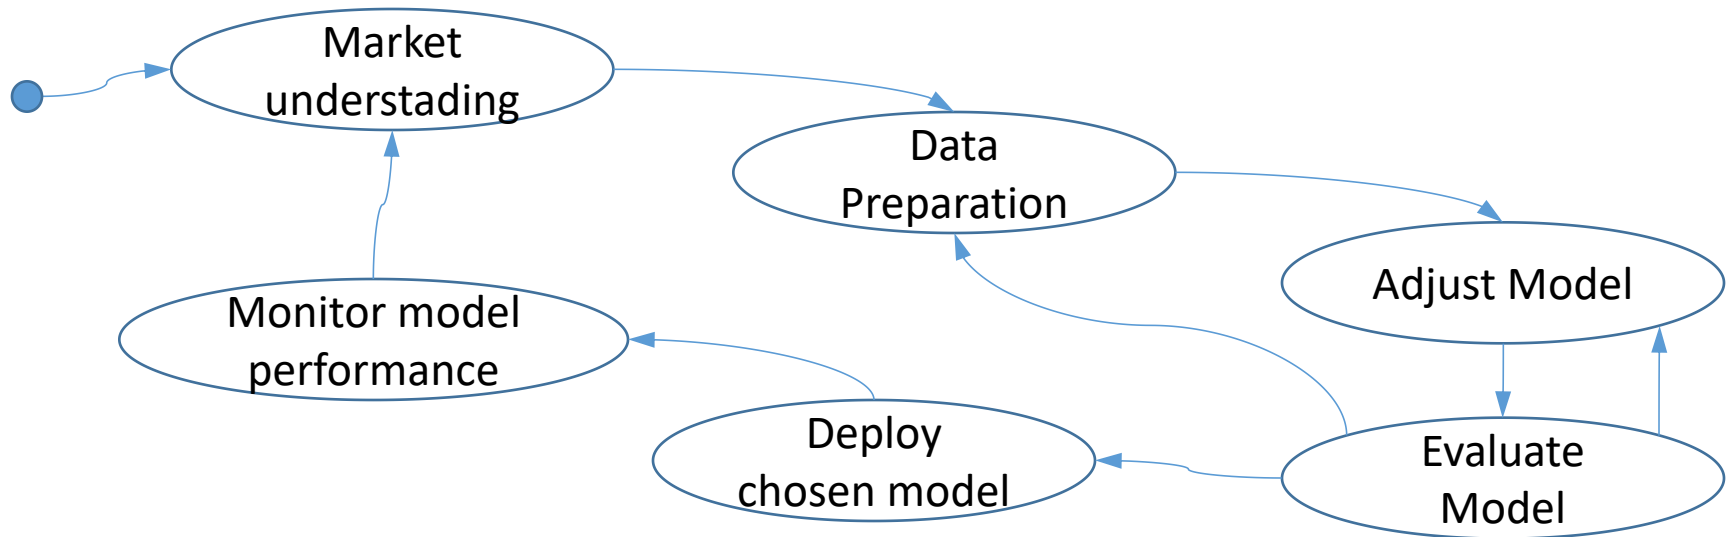 Market
understading
Data
Preparation
Adjust Model
Monitor model
performance
Deploy
chosen model
Evaluate
Model